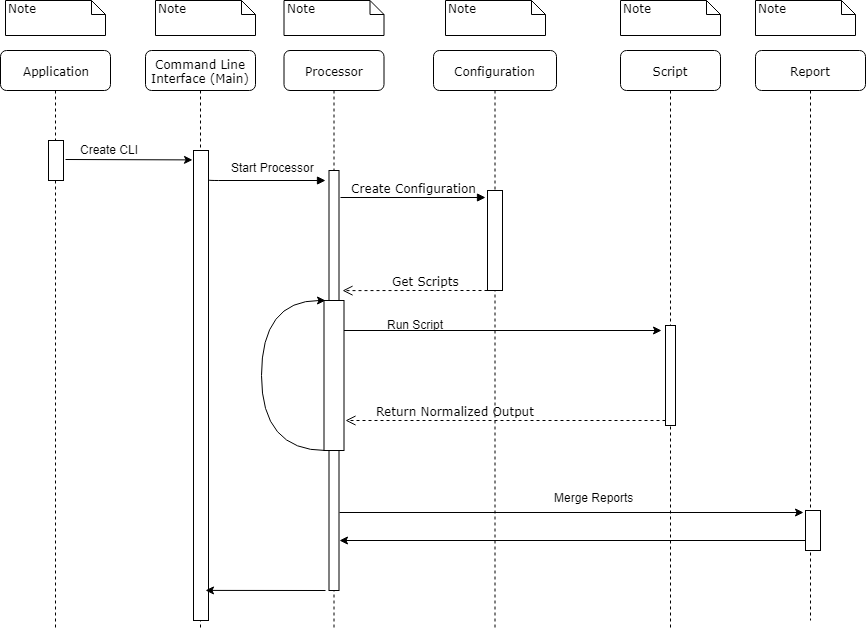 Note
Note
Note
Note
Note
Note
Application
Command Line
Interface (Main)
Processor
Configuration
Script
Report
Create CLI
Start Processor
Create Configuration
Get Scripts
Run Script
Return Normalized Output
Merge Reports